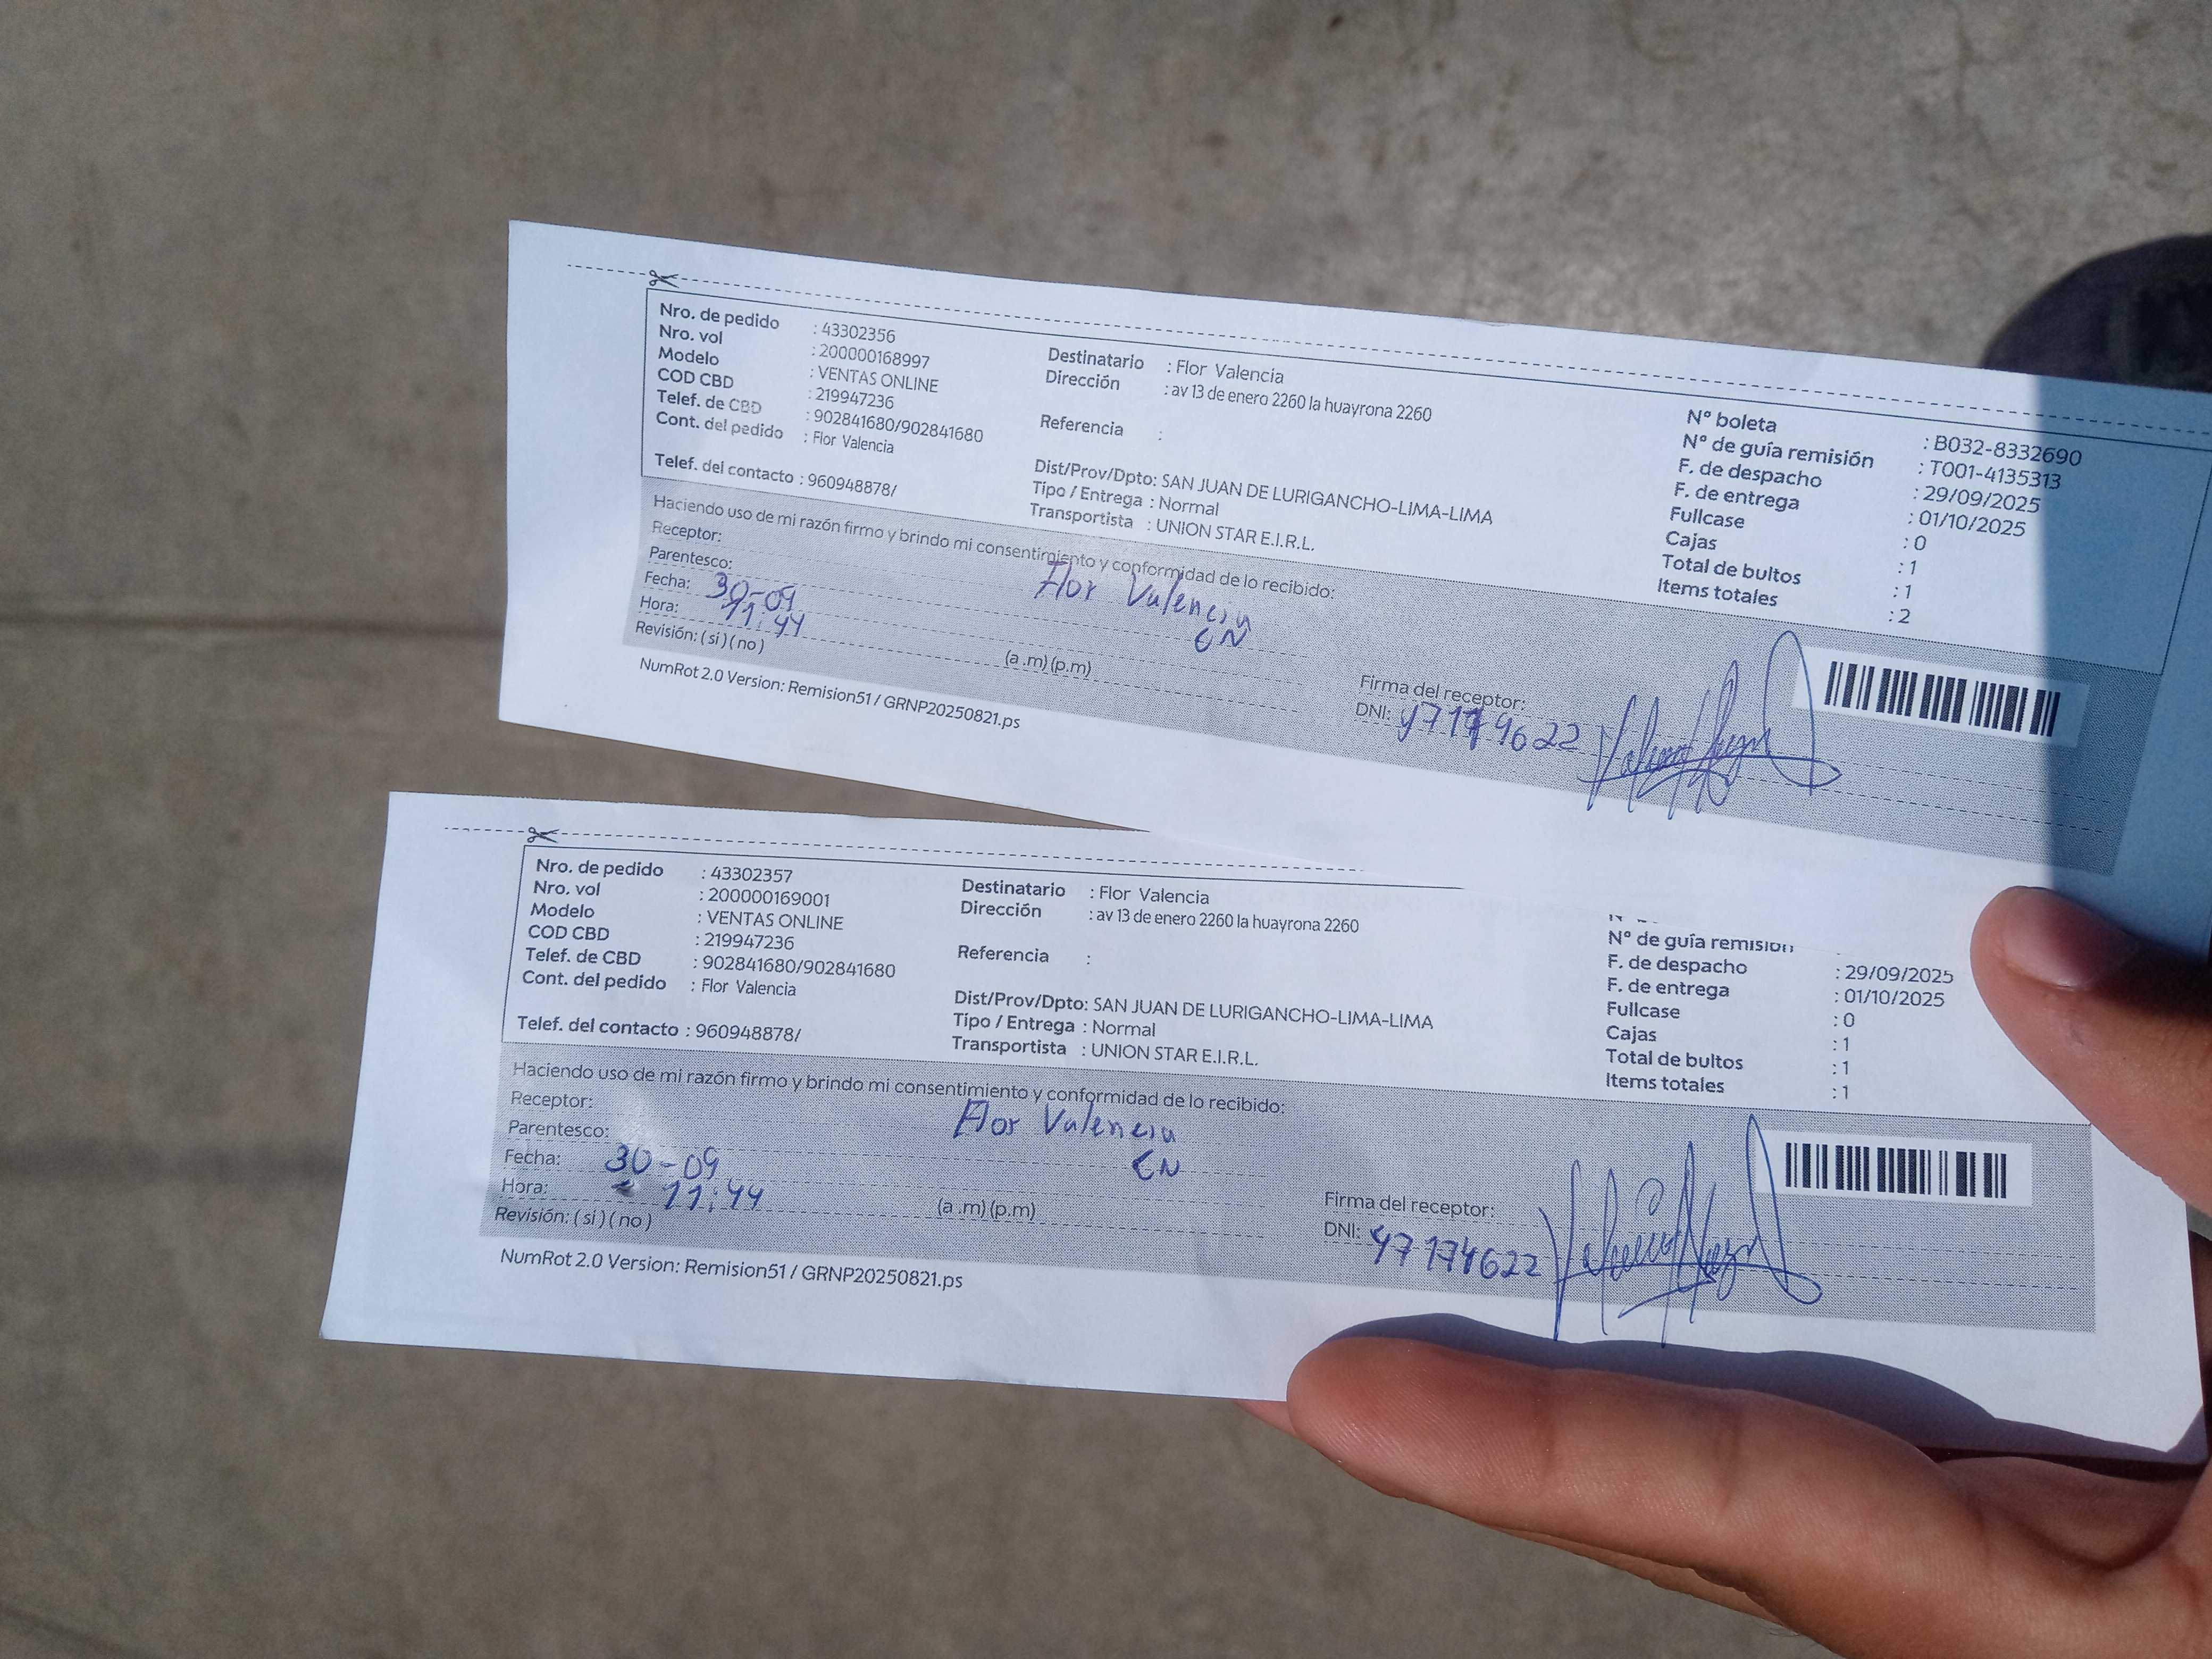 Nro. de pedido : 43302356
Nro. vol : 200000168997
Modelo : VENTAS ONLINE
COD CBD : 219947236
Telef. de CBD : 902841680/902841680
Cont. del pedido : Flor Valencia
Telef. del contacto : 960948878/
Destinatario : Flor Valencia
Dirección : av 13 de enero 2260 la huayrona 2260
Referencia :
Dist/Prov/Dpto: SAN JUAN DE LURIGANCHO-LIMA-LIMA
Tipo / Entrega : Normal
Transportista : UNION STAR E.I.R.L.
N° boleta : B032-8332690
N° de guía remisión : T001-4135313
F. de despacho : 29/09/2025
F. de entrega : 01/10/2025
Fullcase : 0
Cajas : 1
Total de bultos : 1
Items totales : 2
Haciendo uso de mi razón firmo y brindo mi consentimiento y conformidad de lo recibido:
Receptor: Flor Valencia
Parentesco:
Fecha: 30-09
Hora: 11:44 (a .m) (p.m)
Revisión: ( si ) ( no )
Firma del receptor:
DNI: 47174622
NumRot 2.0 Version: Remision51 / GRNP20250821.ps
Nro. de pedido : 43302357
Nro. vol : 200000169001
Modelo : VENTAS ONLINE
COD CBD : 219947236
Telef. de CBD : 902841680/902841680
Cont. del pedido : Flor Valencia
Telef. del contacto : 960948878/
Destinatario : Flor Valencia
Dirección : av 13 de enero 2260 la huayrona 2260
Referencia :
Dist/Prov/Dpto: SAN JUAN DE LURIGANCHO-LIMA-LIMA
Tipo / Entrega : Normal
Transportista : UNION STAR E.I.R.L.
N° de guía remisión
F. de despacho : 29/09/2025
F. de entrega : 01/10/2025
Fullcase : 0
Cajas : 1
Total de bultos : 1
Items totales : 1
Haciendo uso de mi razón firmo y brindo mi consentimiento y conformidad de lo recibido:
Receptor: Flor Valencia
Parentesco:
Fecha: 30-09
Hora: 11:44 (a .m) (p.m)
Revisión: ( si ) ( no )
Firma del receptor:
DNI: 47174622
NumRot 2.0 Version: Remision51 / GRNP20250821.ps